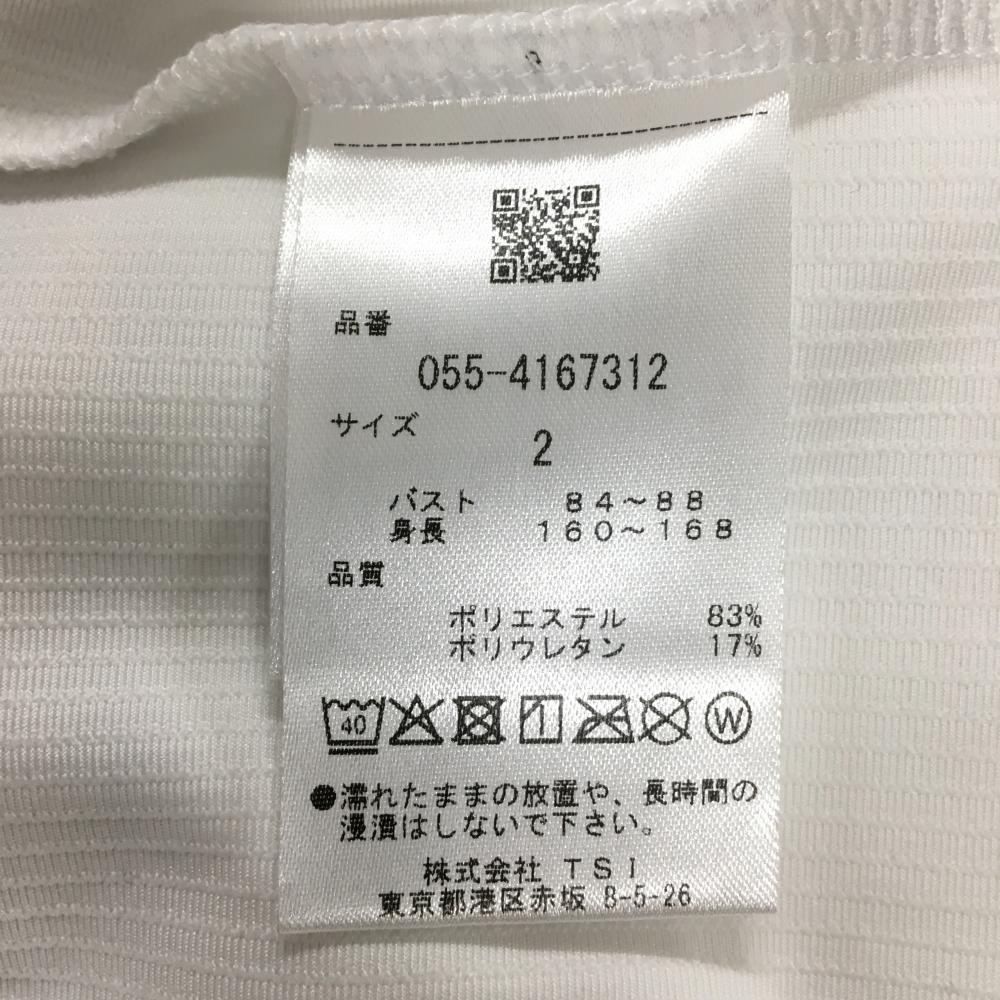 品番
055-4167312
サイズ
2
バスト 84～88
身長 160～168
品質
ポリエステル 83%
ポリウレタン 17%
40 W
●濡れたままの放置や、長時間の
浸漬はしないで下さい。
株式会社 TSI
東京都港区赤坂 8-5-26